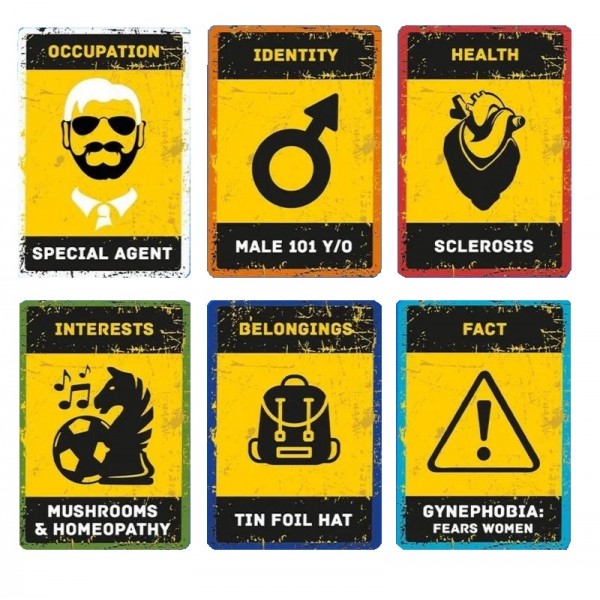 OCCUPATION
SPECIAL AGENT
IDENTITY
MALE 101 Y/O
HEALTH
SCLEROSIS
INTERESTS
MUSHROOMS
& HOMEOPATHY
BELONGINGS
TIN FOIL HAT
FACT
GYNEPHOBIA:
FEARS WOMEN